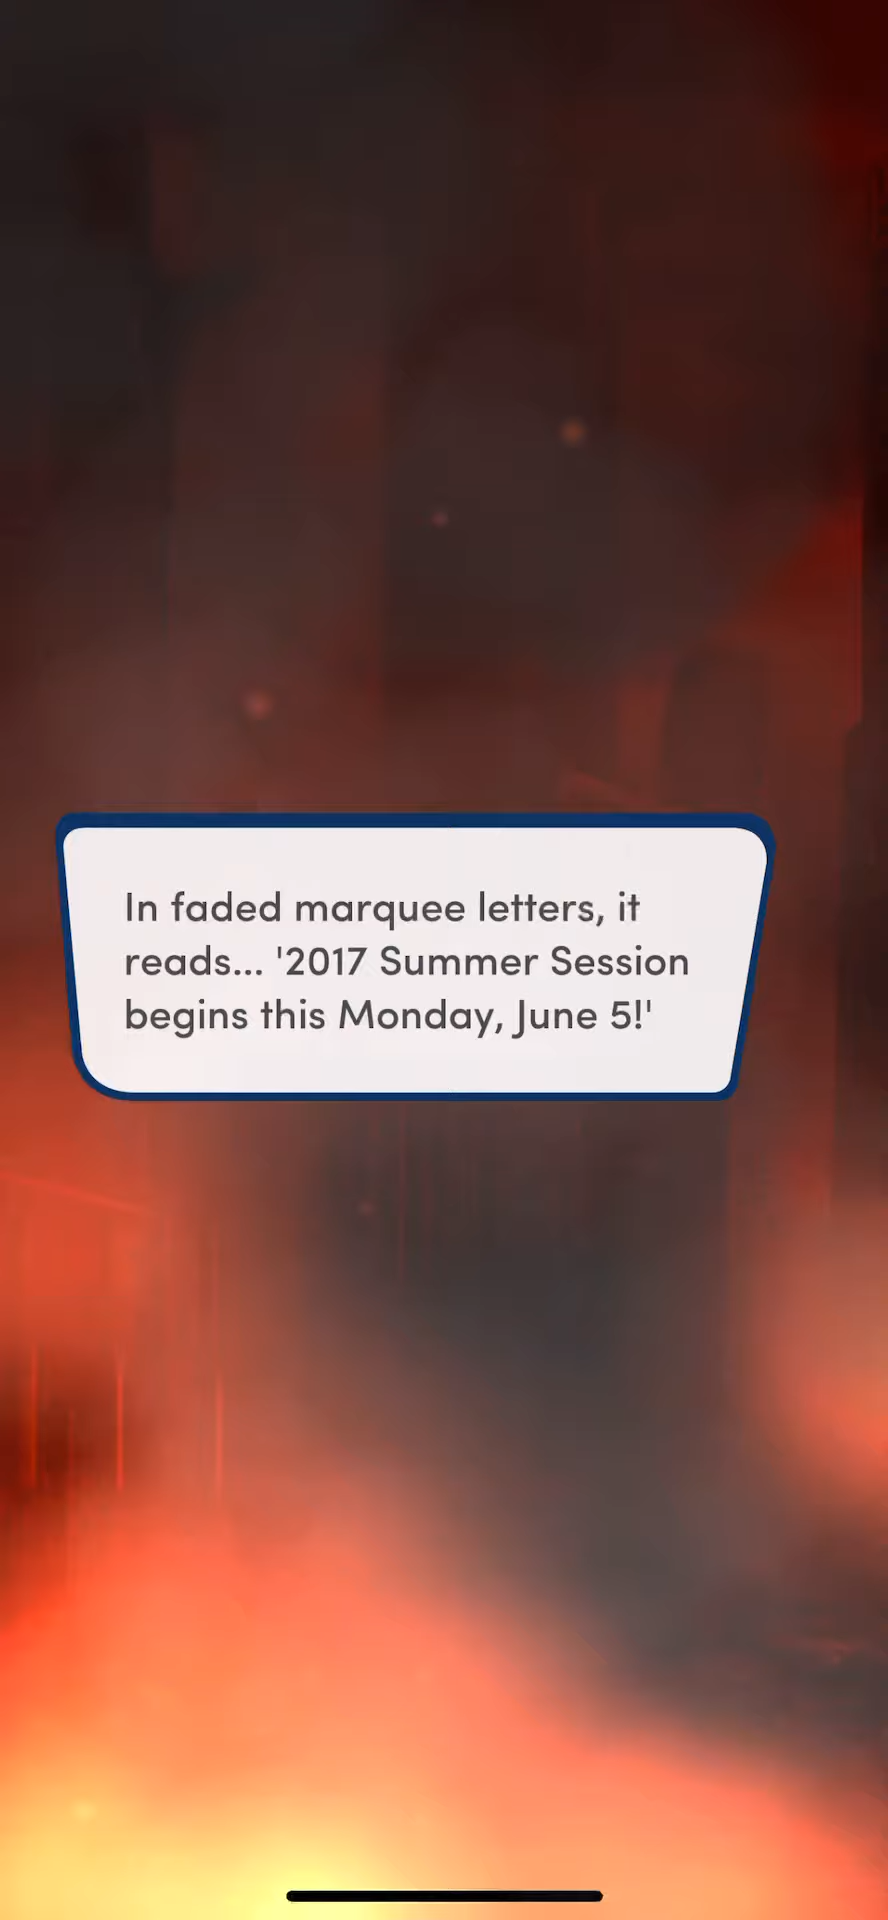 In faded marquee letters, it
reads... '2017 Summer Session
begins this Monday, June 5!'